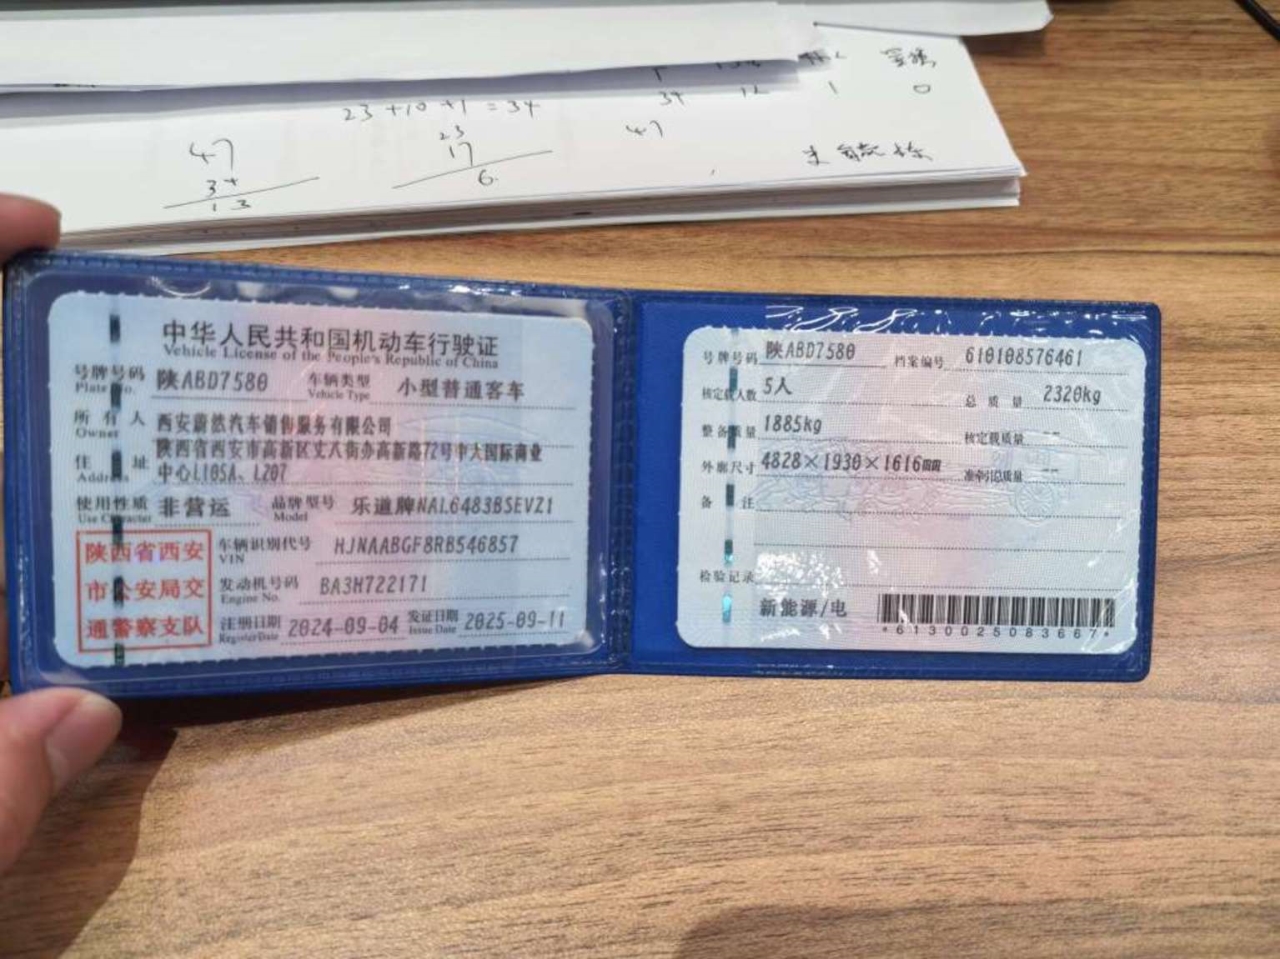 23+10+1=34
34
12
1
0
47
34
13
23
17
6
47
中华人民共和国机动车行驶证
Vehicle License of the People's Republic of China
号牌号码 陕ABD7580 车辆类型 小型普通客车
Plate No. Vehicle Type
所有人 西安蔚然汽车销售服务有限公司
Owner
住址 陕西省西安市高新区丈八街办高新路72号中大国际商业
Address 中心L105A、L207
使用性质 非营运 品牌型号 乐道牌NAL6483BSEVZ1
Use Character Model
陕西省西安
市公安局交
通警察支队
车辆识别代号 HJNAABGF8RB546857
VIN
发动机号码 BA3H722171
Engine No.
注册日期 2024-09-04 发证日期 2025-09-11
Register Date Issue Date
号牌号码 陕ABD7580 档案编号 610108576461
核定载人数 5人 总质量 2320kg
整备质量 1885kg 核定载质量 --
外廓尺寸 4828×1930×1616mm 准牵引总质量 --
备注
检验记录
新能源/电
*6130025083667*